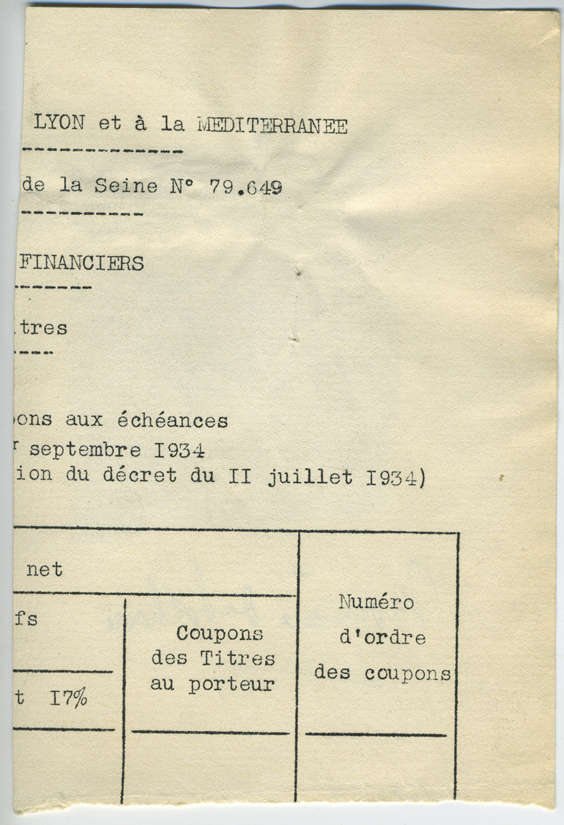 LYON et à la MEDITERRANEE
de la Seine N° 79.649
FINANCIERS
tres
ons aux échéances
r septembre I934
ion du décret du II juillet I934)
net
fs
t I7%
Coupons
des Titres
au porteur
Numéro
d'ordre
des coupons